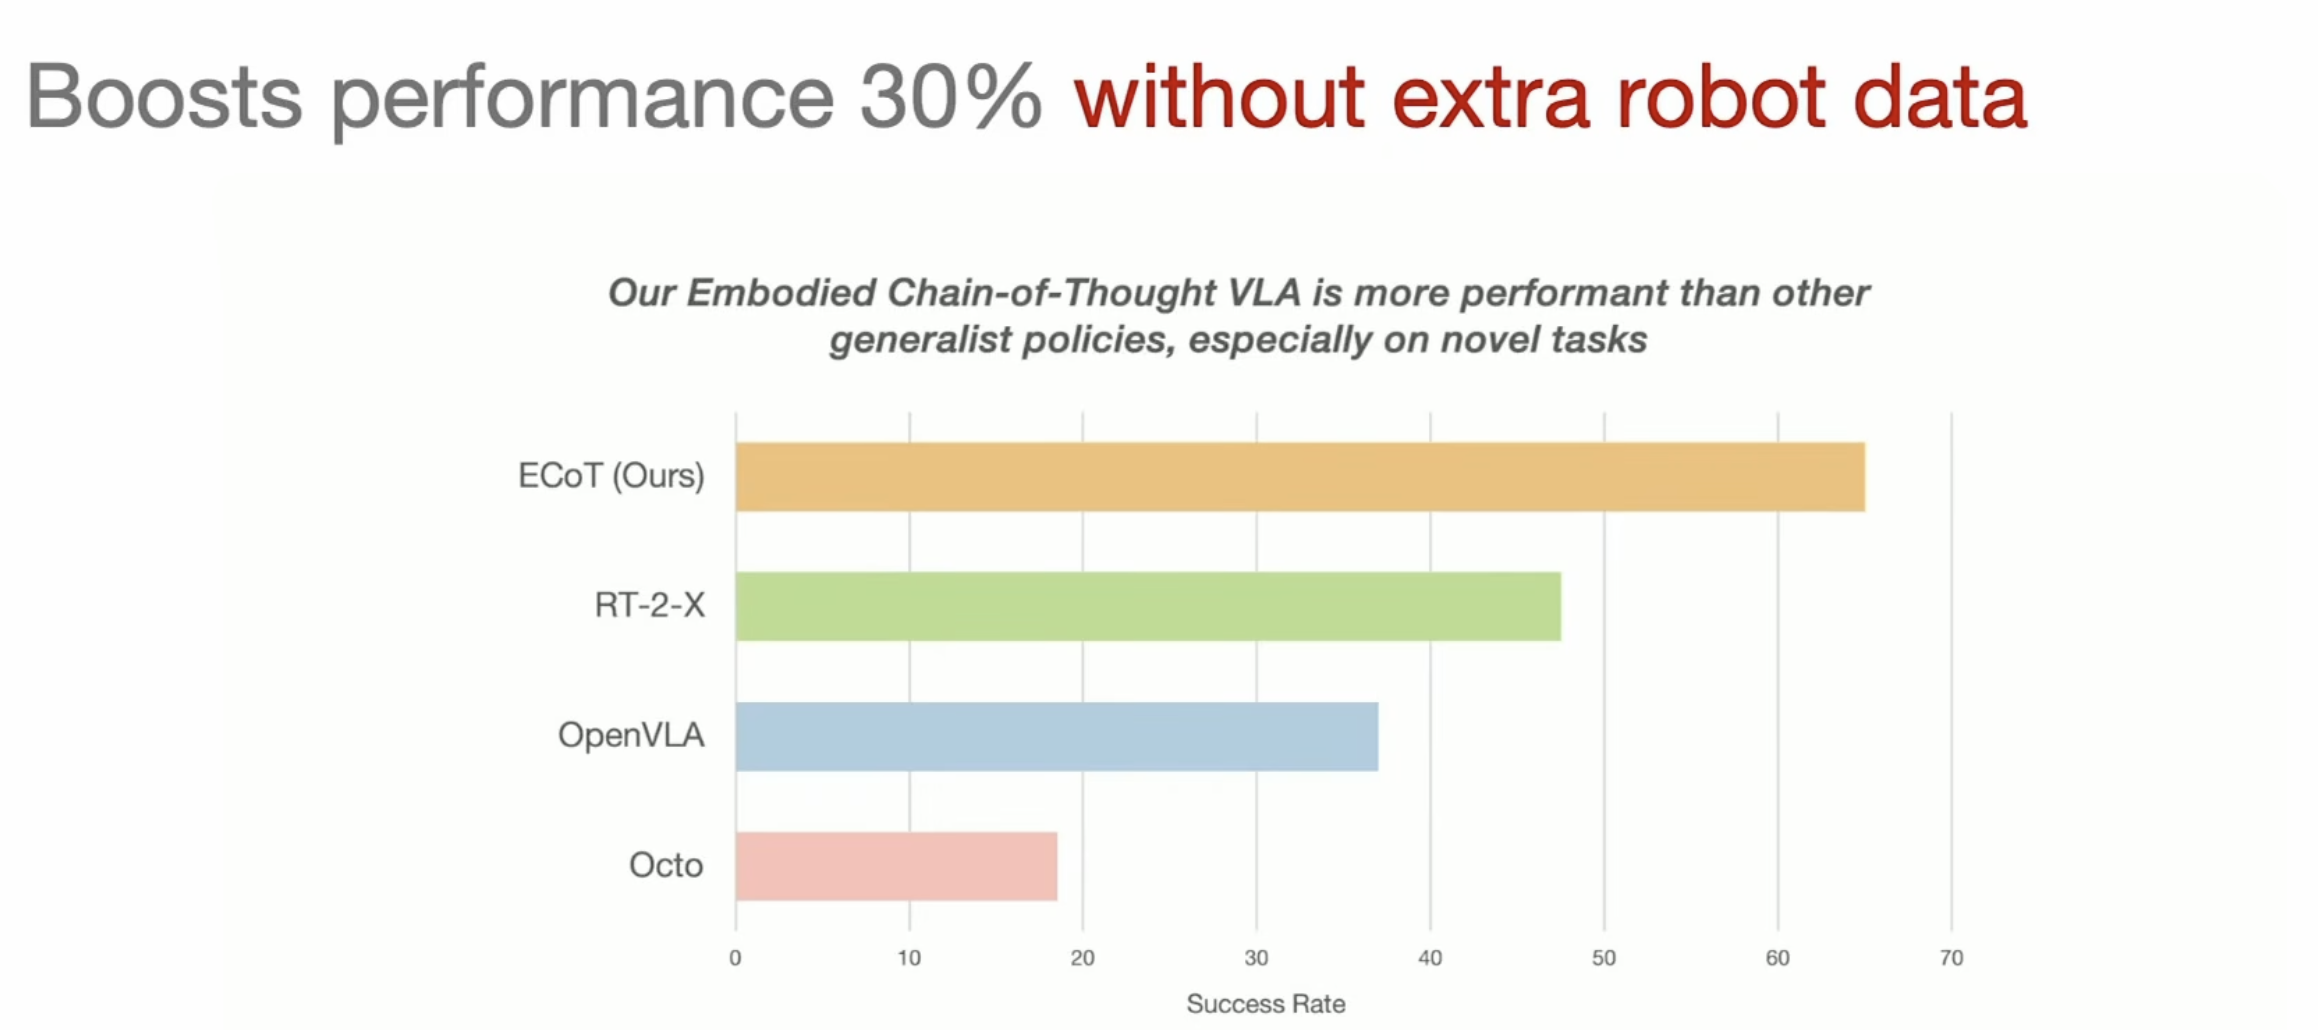 Boosts performance 30% without extra robot data
Our Embodied Chain-of-Thought VLA is more performant than other
generalist policies, especially on novel tasks
ECoT (Ours)
RT-2-X
OpenVLA
Octo
0 10 20 30 40 50 60 70
Success Rate